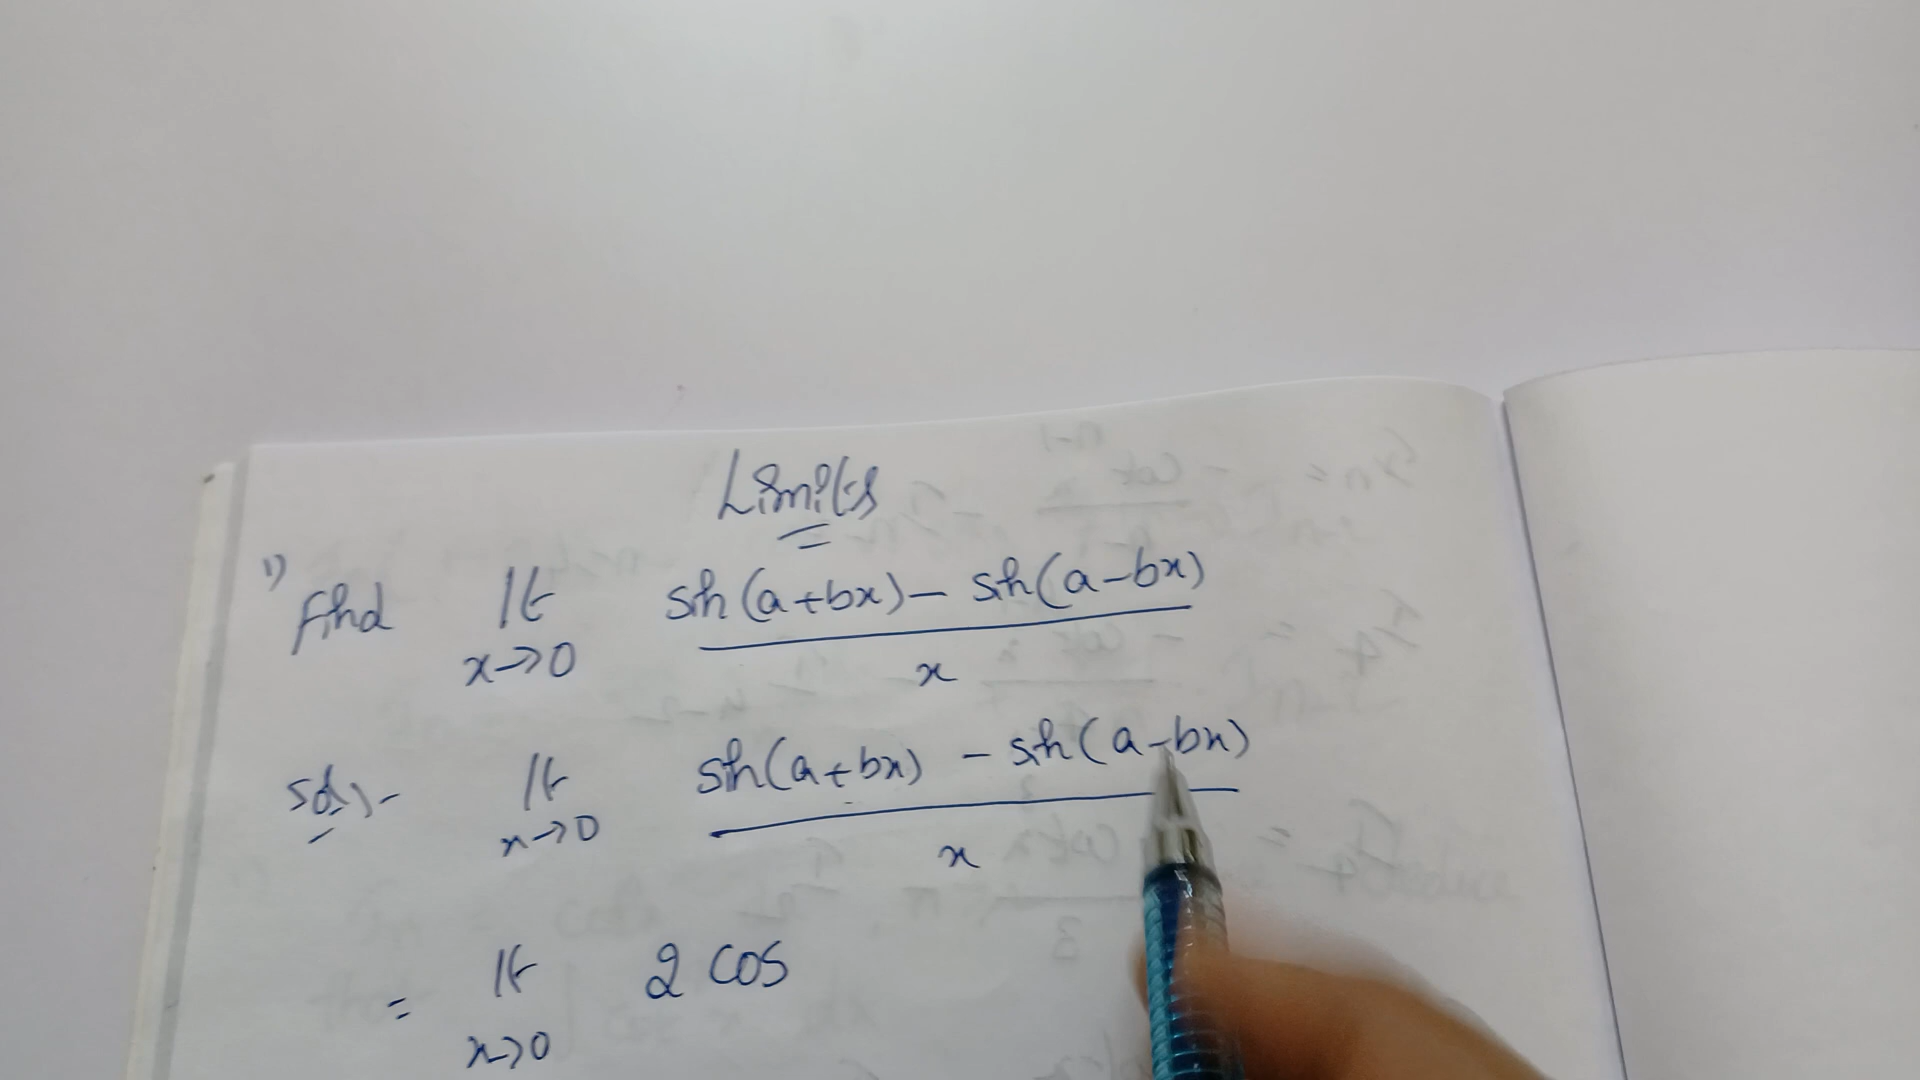 Limits
1) Find lt x→0 sin(a+bx) - sin(a-bx) / x
Sol:- lt x→0 sin(a+bx) - sin(a-bx) / x
= lt x→0 2 cos